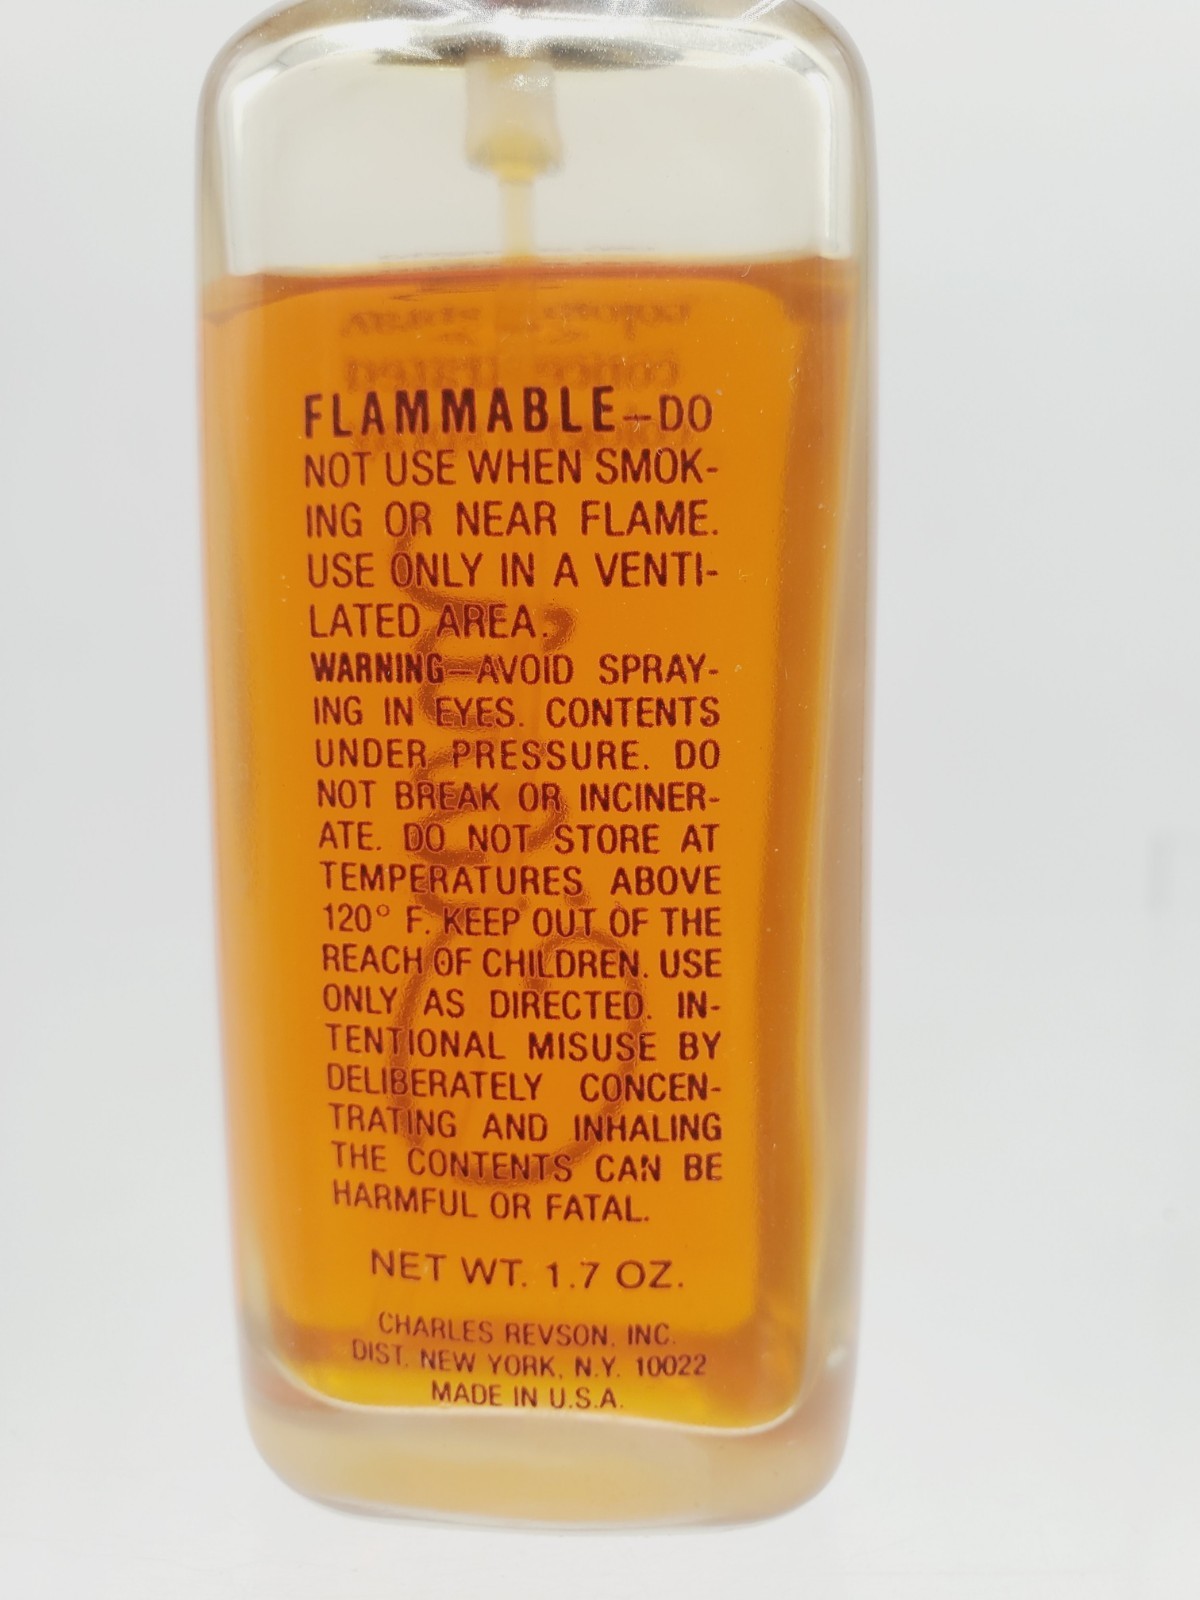 FLAMMABLE—DO
NOT USE WHEN SMOK-
ING OR NEAR FLAME.
USE ONLY IN A VENTI-
LATED AREA.
WARNING—AVOID SPRAY-
ING IN EYES. CONTENTS
UNDER PRESSURE. DO
NOT BREAK OR INCINER-
ATE. DO NOT STORE AT
TEMPERATURES ABOVE
120° F. KEEP OUT OF THE
REACH OF CHILDREN. USE
ONLY AS DIRECTED. IN-
TENTIONAL MISUSE BY
DELIBERATELY CONCEN-
TRATING AND INHALING
THE CONTENTS CAN BE
HARMFUL OR FATAL.
NET WT. 1.7 OZ.
CHARLES REVSON, INC.
DIST. NEW YORK, N.Y. 10022
MADE IN U.S.A.